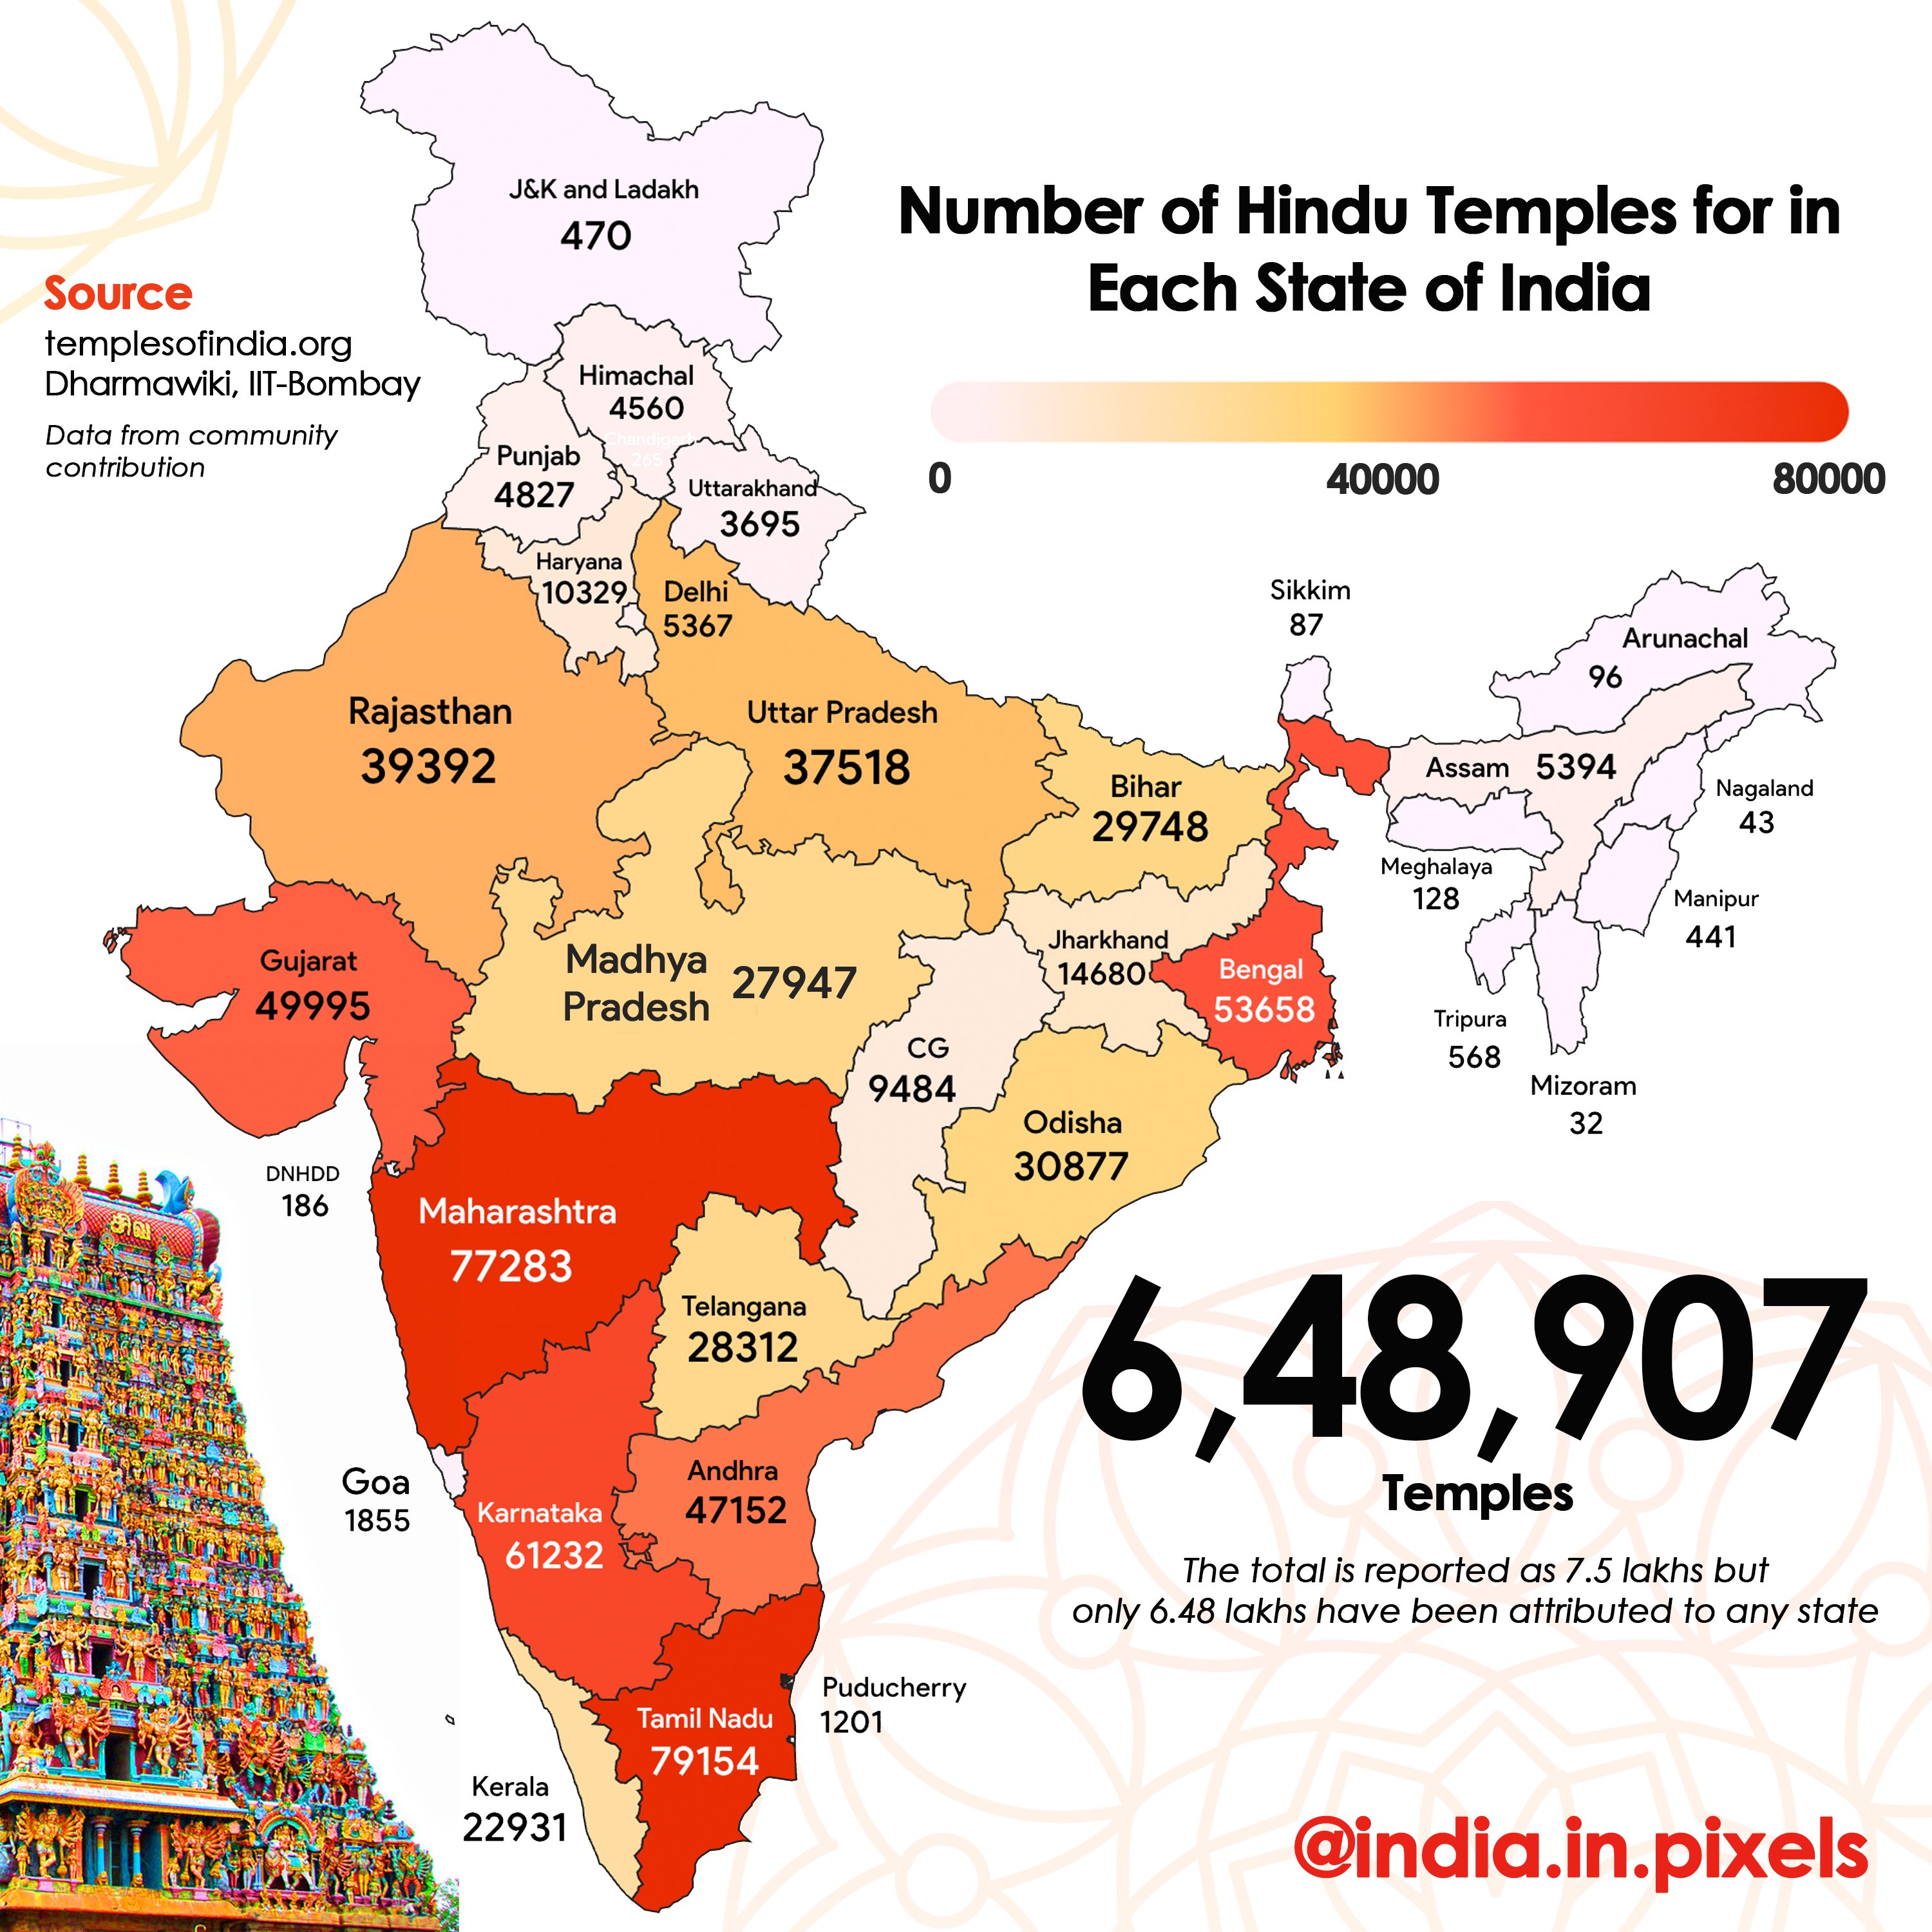 Number of Hindu Temples for in
Each State of India
0
40000
80000
Source
templesofindia.org
Dharmawiki, IIT-Bombay
Data from community
contribution
J&K and Ladakh
470
Himachal
4560
Chandigarh
265
Punjab
4827
Uttarakhand
3695
Haryana
10329
Delhi
5367
Rajasthan
39392
Uttar Pradesh
37518
Bihar
29748
Sikkim
87
Arunachal
96
Assam 5394
Nagaland
43
Meghalaya
128
Manipur
441
Tripura
568
Mizoram
32
Gujarat
49995
Madhya
Pradesh
27947
Jharkhand
14680
Bengal
53658
CG
9484
Odisha
30877
DNHDD
186
Maharashtra
77283
Telangana
28312
Goa
1855
Karnataka
61232
Andhra
47152
Puducherry
1201
Tamil Nadu
79154
Kerala
22931
6,48,907
Temples
The total is reported as 7.5 lakhs but
only 6.48 lakhs have been attributed to any state
@india.in.pixels